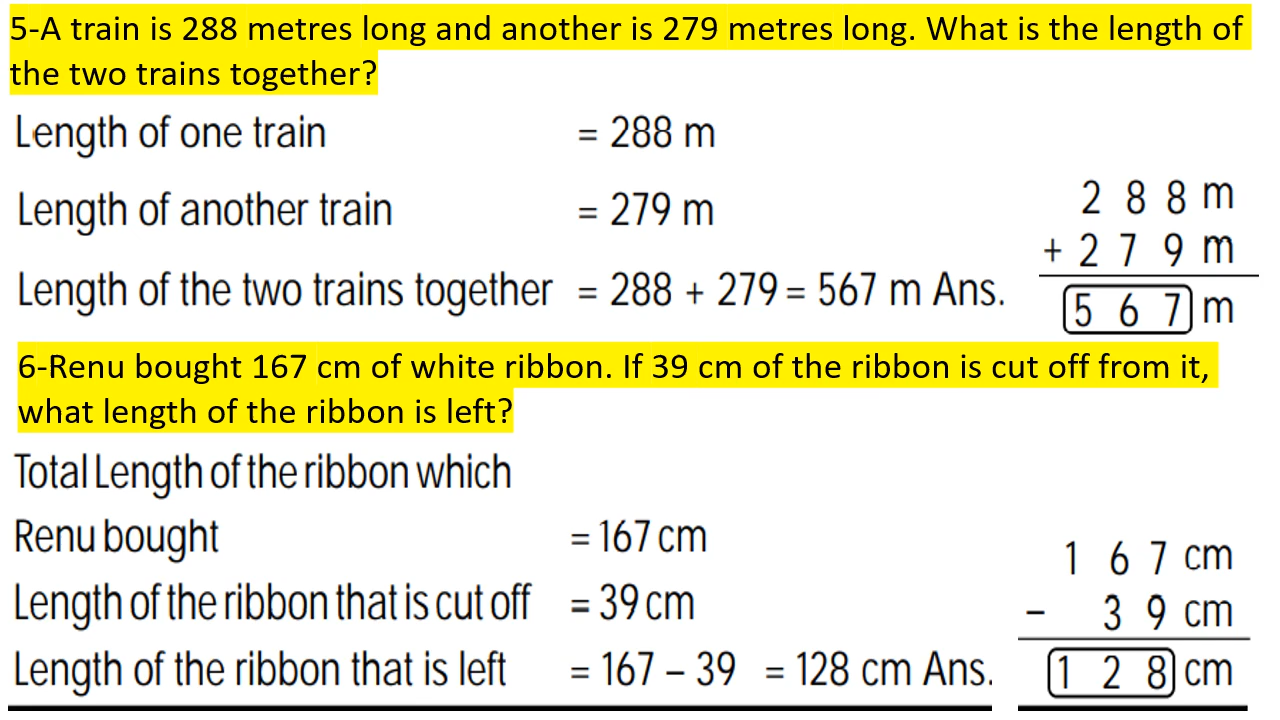 5-A train is 288 metres long and another is 279 metres long. What is the length of
the two trains together?
Length of one train = 288 m
Length of another train = 279 m
2 8 8 m
+ 2 7 9 m
Length of the two trains together = 288 + 279 = 567 m Ans.
5 6 7 m
6-Renu bought 167 cm of white ribbon. If 39 cm of the ribbon is cut off from it,
what length of the ribbon is left?
Total Length of the ribbon which
Renu bought = 167 cm
Length of the ribbon that is cut off = 39 cm
Length of the ribbon that is left = 167 – 39 = 128 cm Ans.
1 6 7 cm
– 3 9 cm
1 2 8 cm